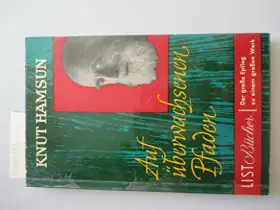 KNUT HAMSUN
Auf
überwachsenen
Pfaden
LIST Bücher
Der große Epilog
zu einem großen Werk